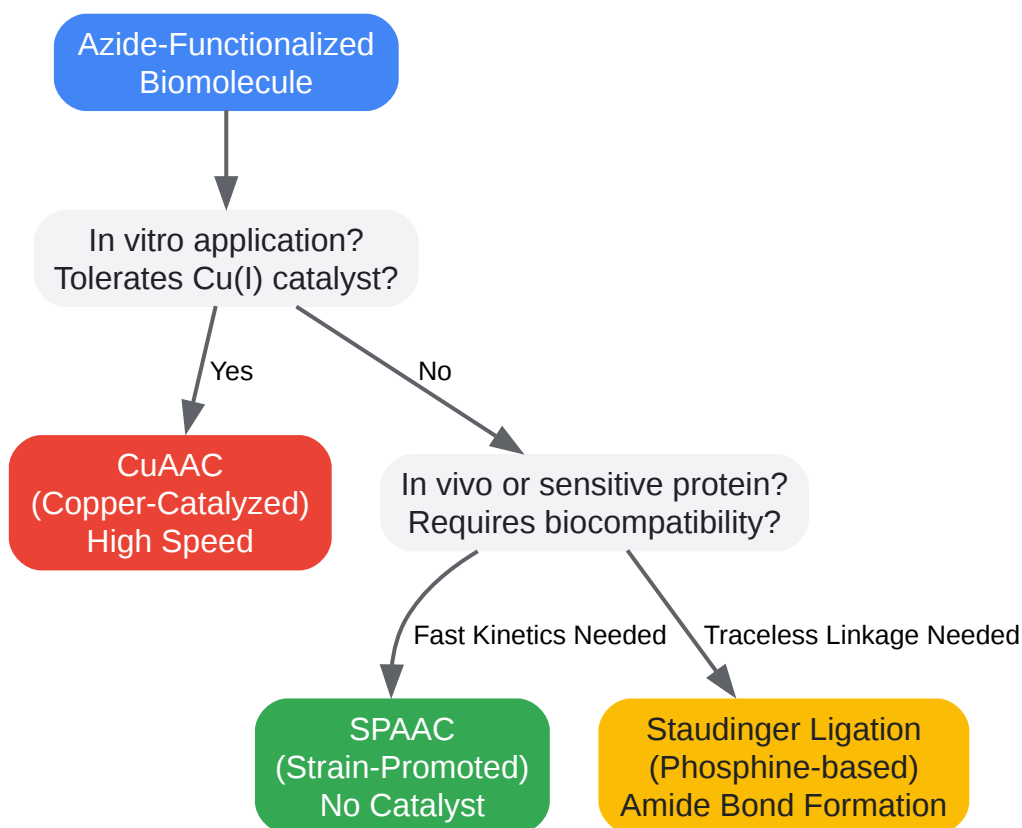 Azide-Functionalized
Biomolecule
In vitro application?
Tolerates Cu(I) catalyst?
Yes
No
CuAAC
(Copper-Catalyzed)
High Speed
In vivo or sensitive protein?
Requires biocompatibility?
Fast Kinetics Needed
Traceless Linkage Needed
SPAAC
(Strain-Promoted)
No Catalyst
Staudinger Ligation
(Phosphine-based)
Amide Bond Formation